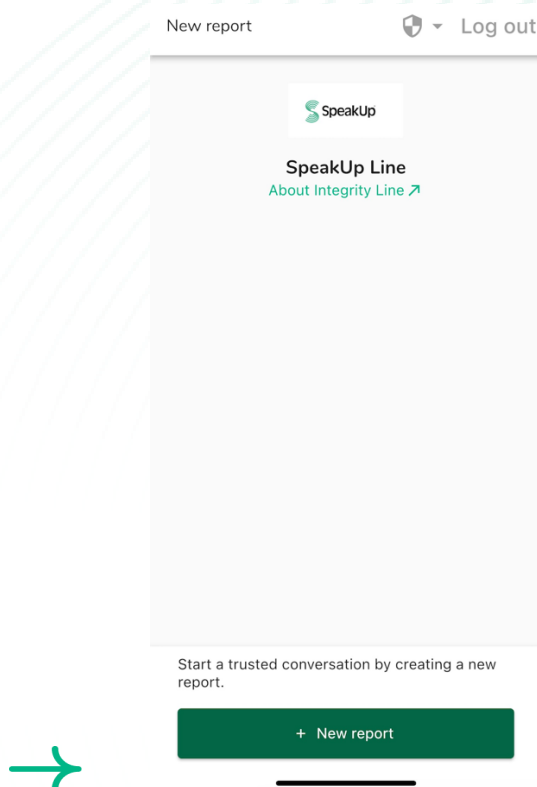 New report
Log out
SpeakUp
SpeakUp Line
About Integrity Line
Start a trusted conversation by creating a new
report.
+ New report